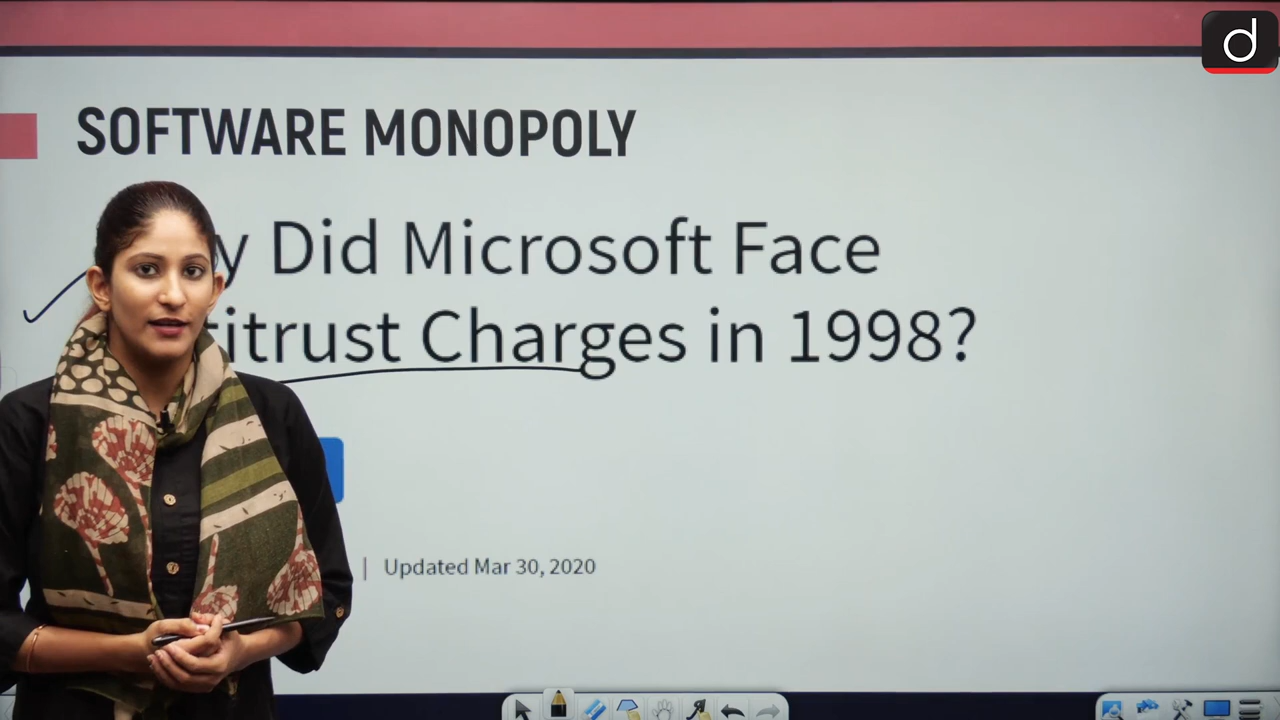 d
SOFTWARE MONOPOLY
y Did Microsoft Face
titrust Charges in 1998?
| Updated Mar 30, 2020